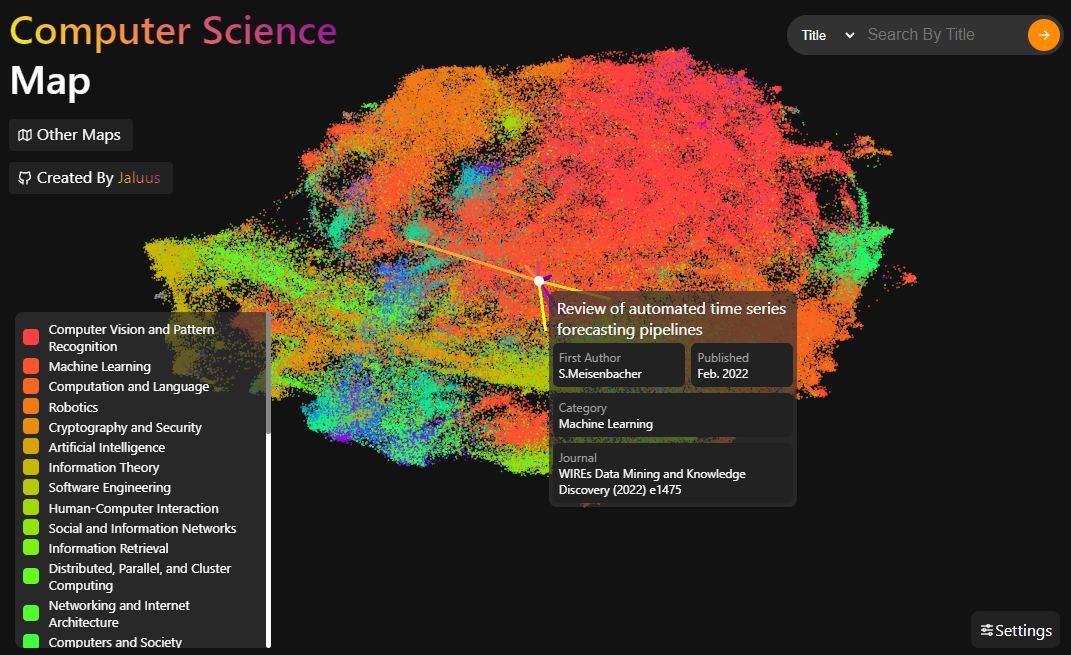 Computer Science
Map
Title
Search By Title
Other Maps
Created By Jaluus
Review of automated time series
forecasting pipelines
First Author
S.Meisenbacher
Published
Feb. 2022
Category
Machine Learning
Journal
WIREs Data Mining and Knowledge
Discovery (2022) e1475
Computer Vision and Pattern
Recognition
Machine Learning
Computation and Language
Robotics
Cryptography and Security
Artificial Intelligence
Information Theory
Software Engineering
Human-Computer Interaction
Social and Information Networks
Information Retrieval
Distributed, Parallel, and Cluster
Computing
Networking and Internet
Architecture
Computers and Society
Settings